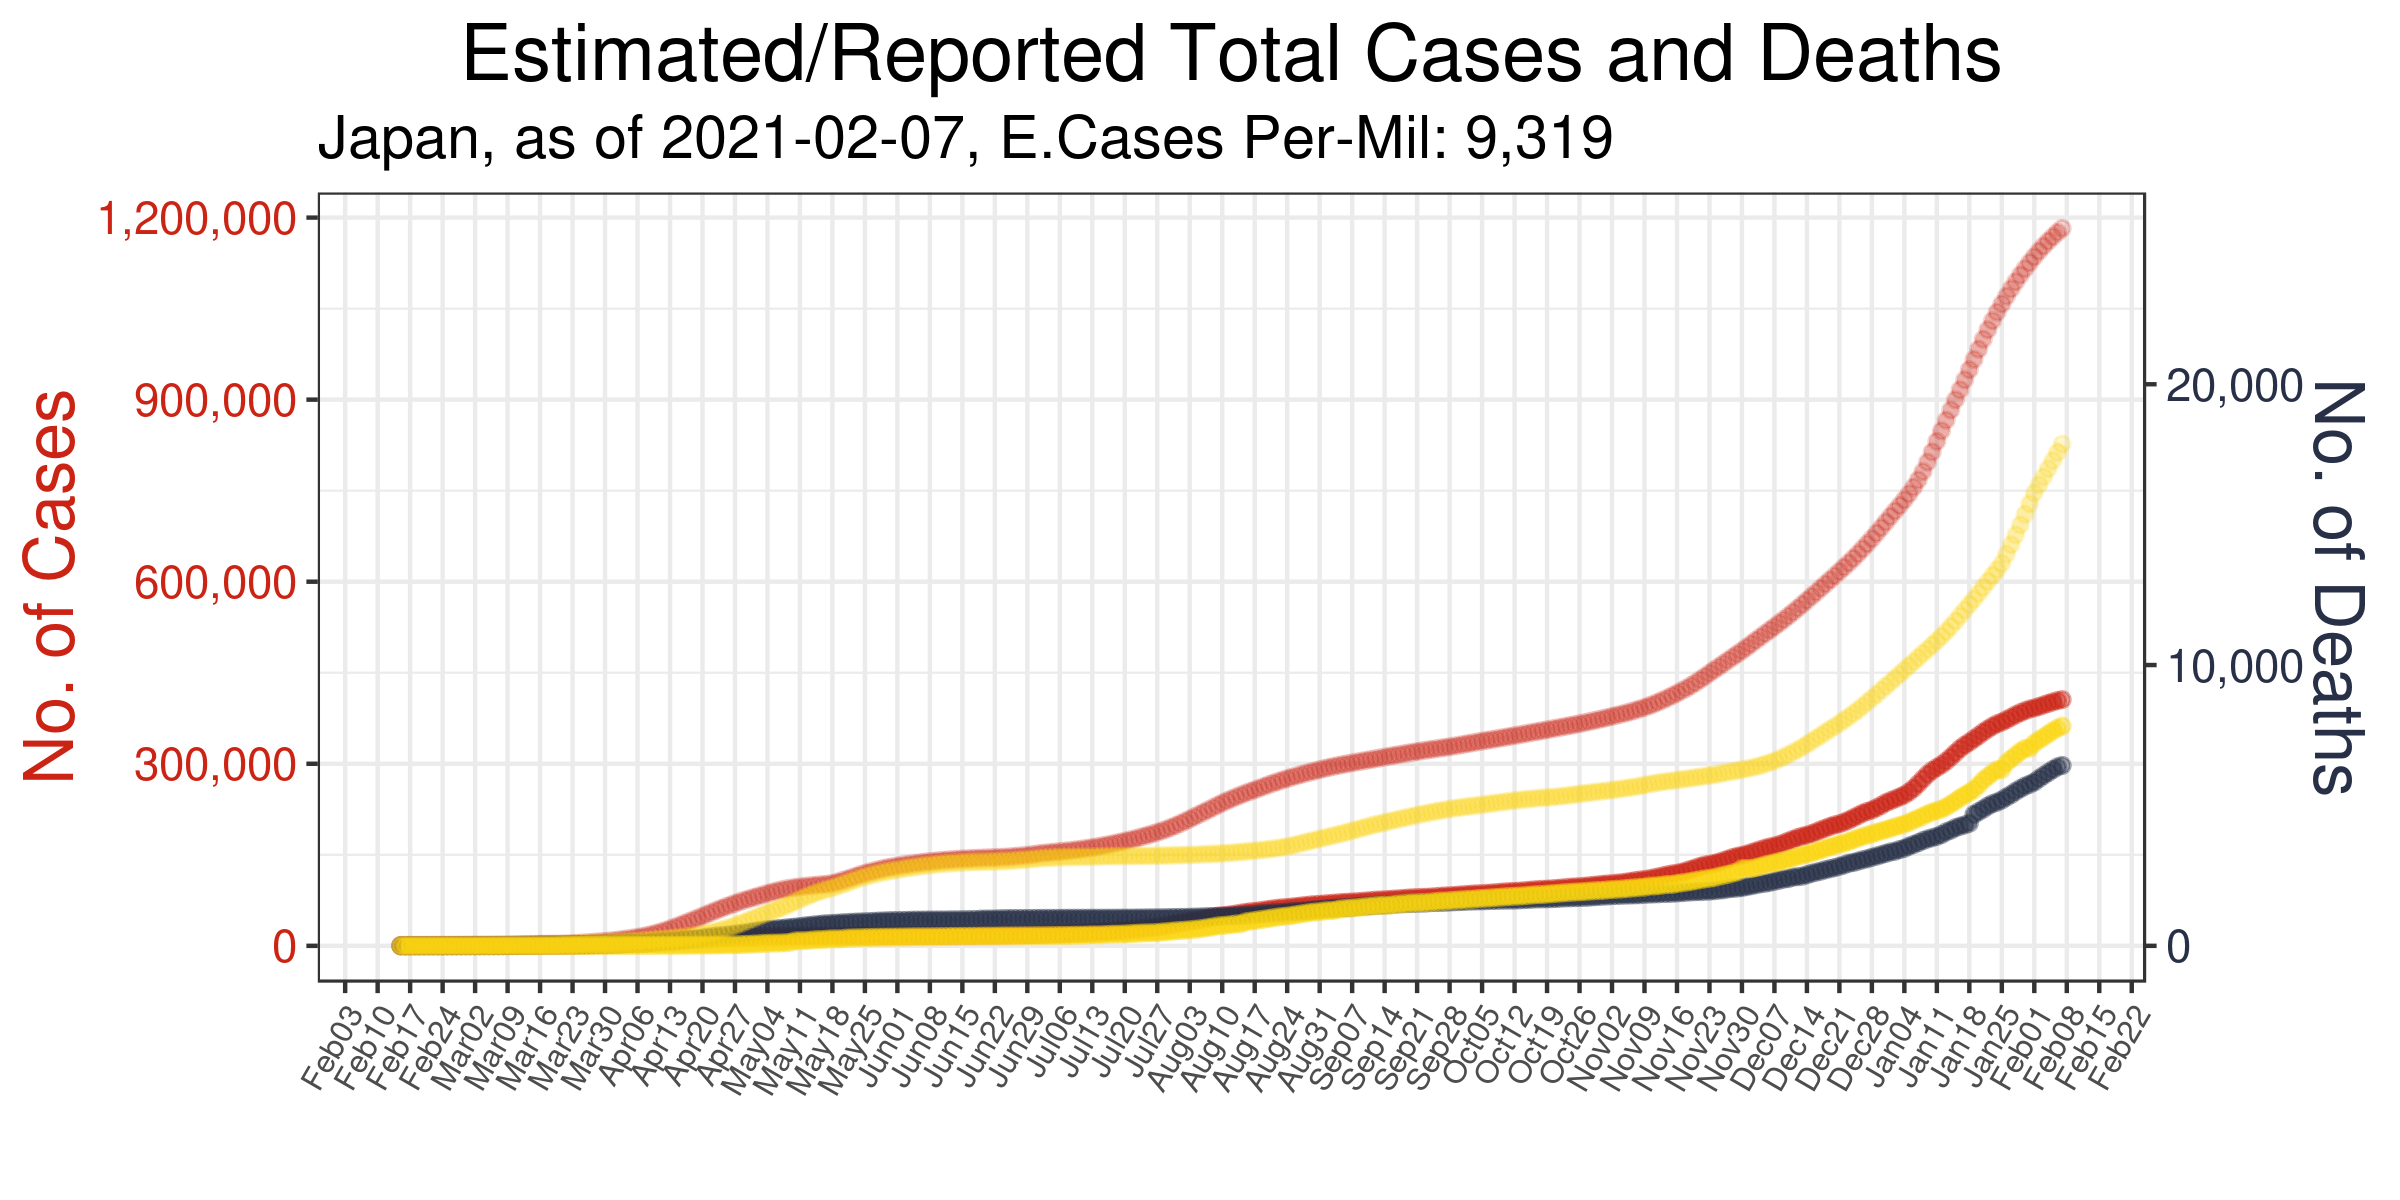 Estimated/Reported Total Cases and Deaths
Japan, as of 2021-02-07, E.Cases Per-Mil: 9,319
No. of Cases
1,200,000
900,000
600,000
300,000
0
20,000
10,000
0
No. of Deaths
Feb03
Feb10
Feb17
Feb24
Mar02
Mar09
Mar16
Mar23
Mar30
Apr06
Apr13
Apr20
Apr27
May04
May11
May18
May25
Jun01
Jun08
Jun15
Jun22
Jun29
Jul06
Jul13
Jul20
Jul27
Aug03
Aug10
Aug17
Aug24
Aug31
Sep07
Sep14
Sep21
Sep28
Oct05
Oct12
Oct19
Oct26
Nov02
Nov09
Nov16
Nov23
Nov30
Dec07
Dec14
Dec21
Dec28
Jan04
Jan11
Jan18
Jan25
Feb01
Feb08
Feb15
Feb22